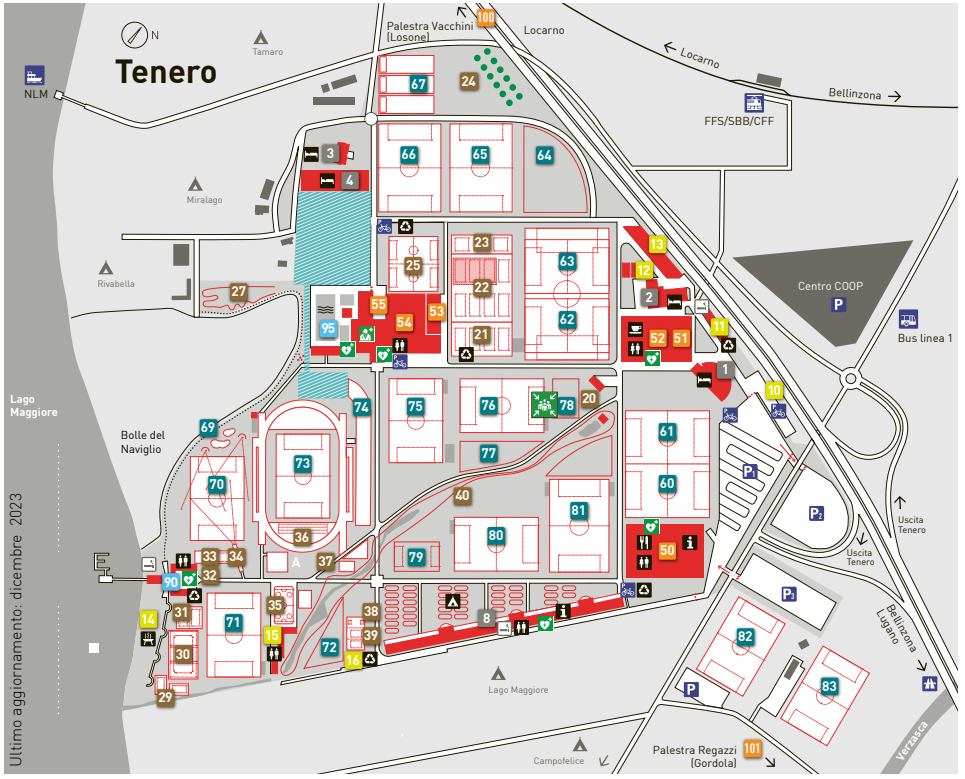 100
Palestra Vacchini
(Losone)
Locarno
N
Tamaro
Tenero
NLM
Locarno
Bellinzona
FFS/SBB/CFF
67
24
3
4
66
65
64
Miralago
Rivabella
27
25
23
22
21
63
62
13
12
2
11
Centro COOP
P
Bus linea 1
55
54
53
95
52
51
1
10
Lago
Maggiore
Bolle del
Naviglio
69
70
73
74
75
76
77
78
20
61
60
P1
P2
P3
Uscita
Tenero
Uscita
Tenero
Bellinzona
Lugano
40
36
A
37
79
80
81
50
i
33
34
32
90
14
31
30
29
71
35
15
72
38
39
16
8
i
Lago Maggiore
82
83
P
Verzasca
Campofelice
Palestra Regazzi
(Gordola)
101
Ultimo aggiornamento: dicembre 2023